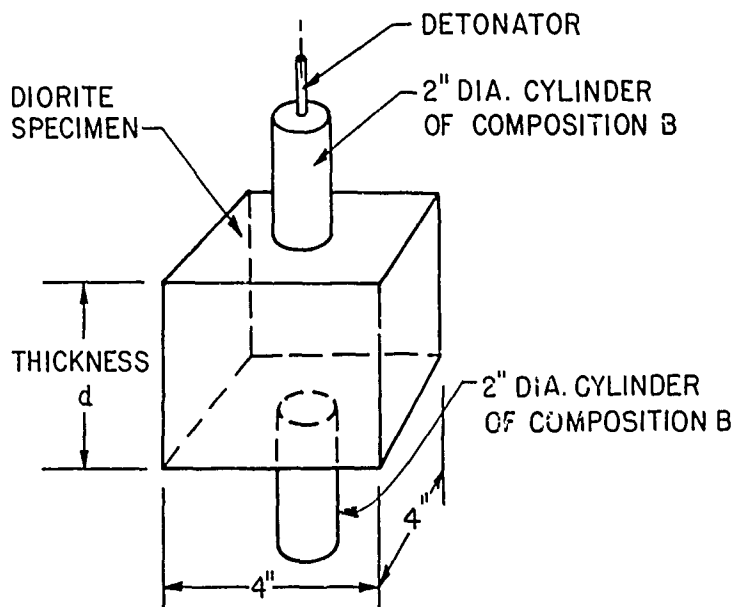 DETONATOR
2" DIA. CYLINDER
OF COMPOSITION B
DIORITE
SPECIMEN
THICKNESS
d
2" DIA. CYLINDER
OF COMPOSITION B
4"
4"